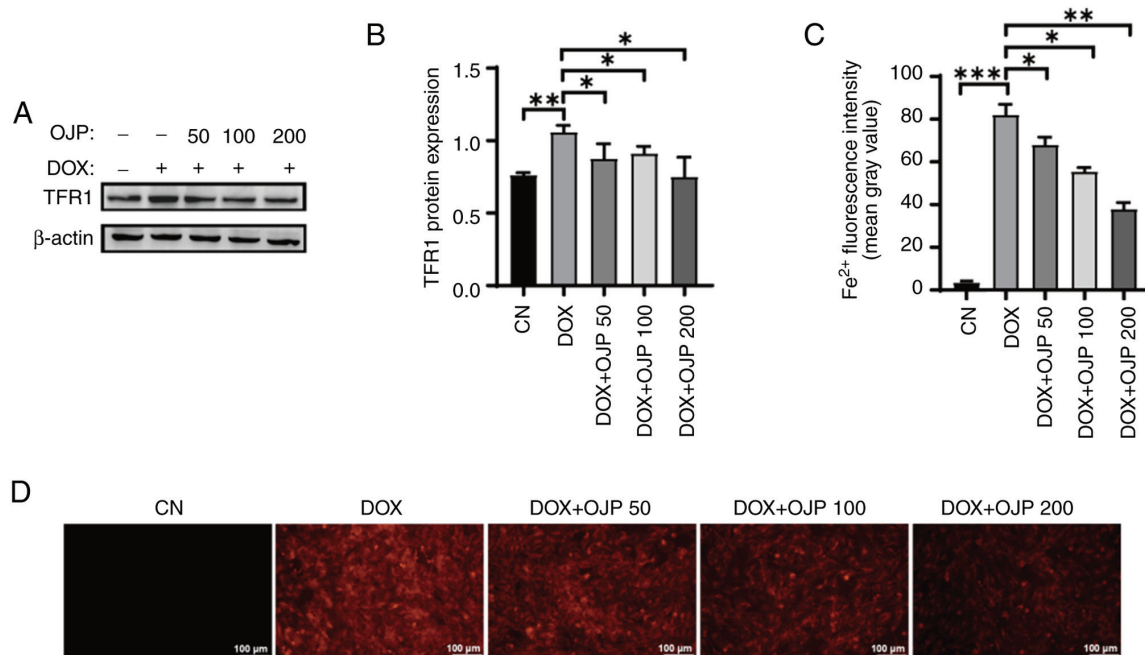 A
OJP: – – 50 100 200
DOX: – + + + +
TFR1
β-actin
B
TFR1 protein expression
1.5
1.0
0.5
0.0
**
*
*
*
CN
DOX
DOX+OJP 50
DOX+OJP 100
DOX+OJP 200
C
Fe²⁺ fluorescence intensity
(mean gray value)
100
80
60
40
20
0
***
*
*
**
CN
DOX
DOX+OJP 50
DOX+OJP 100
DOX+OJP 200
D
CN DOX DOX+OJP 50 DOX+OJP 100 DOX+OJP 200
100 µm 100 µm 100 µm 100 µm 100 µm